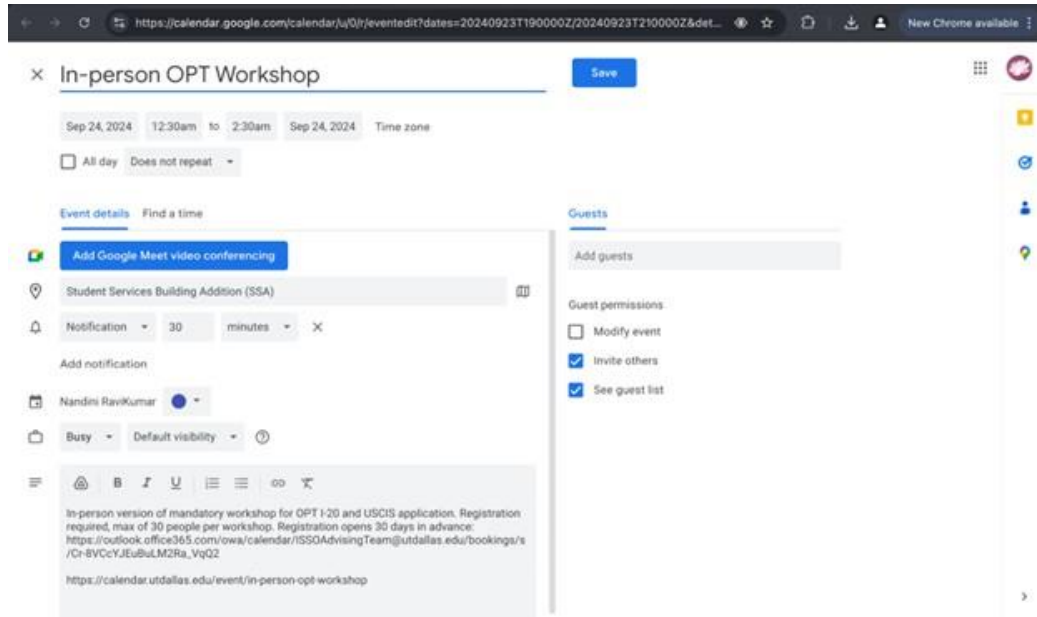 https://calendar.google.com/calendar/u/0/r/eventedit?dates=20240923T190000Z/20240923T210000Z&det...
New Chrome available
In-person OPT Workshop
Save
Sep 24, 2024 12:30am to 2:30am Sep 24, 2024 Time zone
All day Does not repeat
Event details Find a time
Guests
Add Google Meet video conferencing
Add guests
Student Services Building Addition (SSA)
Guest permissions
Notification 30 minutes
Modify event
Add notification
Invite others
Nandini RaviKumar
See guest list
Busy Default visibility
B I U
In-person version of mandatory workshop for OPT I-20 and USCIS application. Registration
required, max of 30 people per workshop. Registration opens 30 days in advance:
https://outlook.office365.com/owa/calendar/ISSOAdvisingTeam@utdallas.edu/bookings/s
/Cr-8VCcYJEuBuLM2Ra_VqQ2
https://calendar.utdallas.edu/event/in-person-opt-workshop